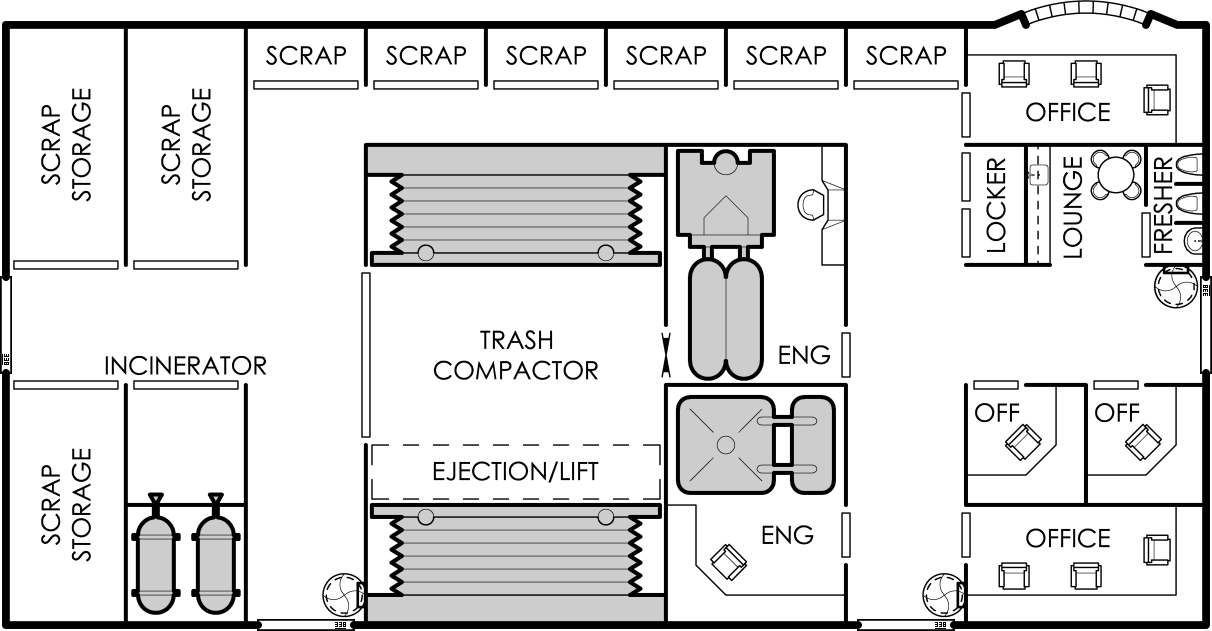 SCRAP
SCRAP
SCRAP
SCRAP
SCRAP
SCRAP
SCRAP
STORAGE
SCRAP
STORAGE
OFFICE
LOCKER
LOUNGE
FRESHER
TRASH
COMPACTOR
ENG
INCINERATOR
OFF
OFF
EJECTION/LIFT
SCRAP
STORAGE
ENG
OFFICE